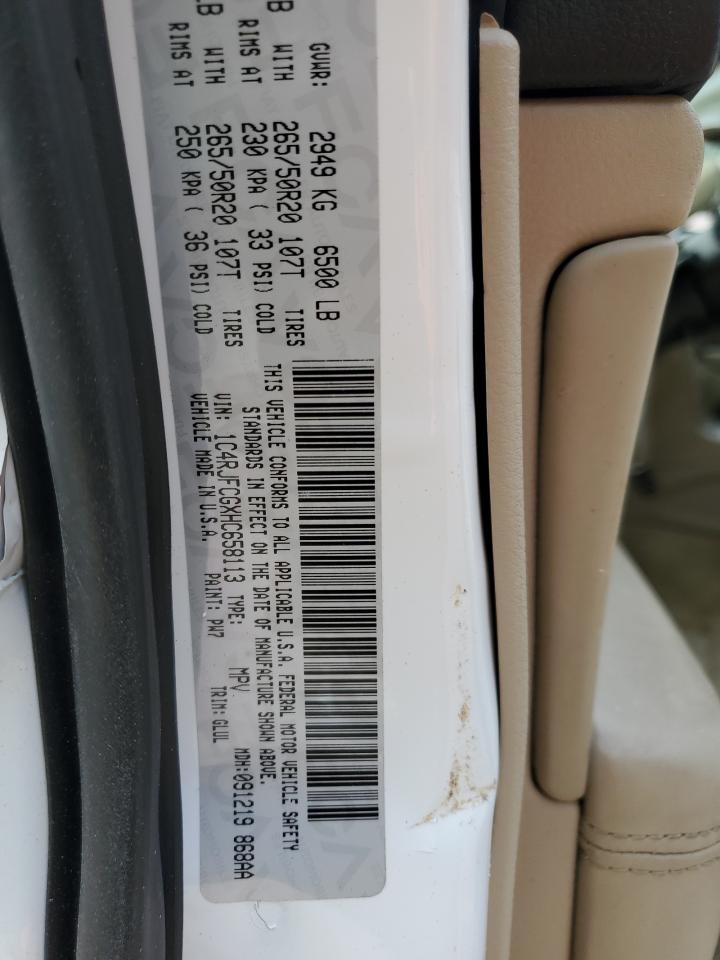 GVWR: 2949 KG 6500 LB
B WITH 265/50R20 107T TIRES
RIMS AT 230 KPA ( 33 PSI) COLD
LB WITH 265/50R20 107T TIRES
RIMS AT 250 KPA ( 36 PSI) COLD
THIS VEHICLE CONFORMS TO ALL APPLICABLE U.S.A. FEDERAL MOTOR VEHICLE SAFETY
STANDARDS IN EFFECT ON THE DATE OF MANUFACTURE SHOWN ABOVE.
VIN: 1C4RJFCGXHC658113 TYPE: MPV MDH:091219 868AA
VEHICLE MADE IN U.S.A. PAINT: PW7 TRIM: GLUL